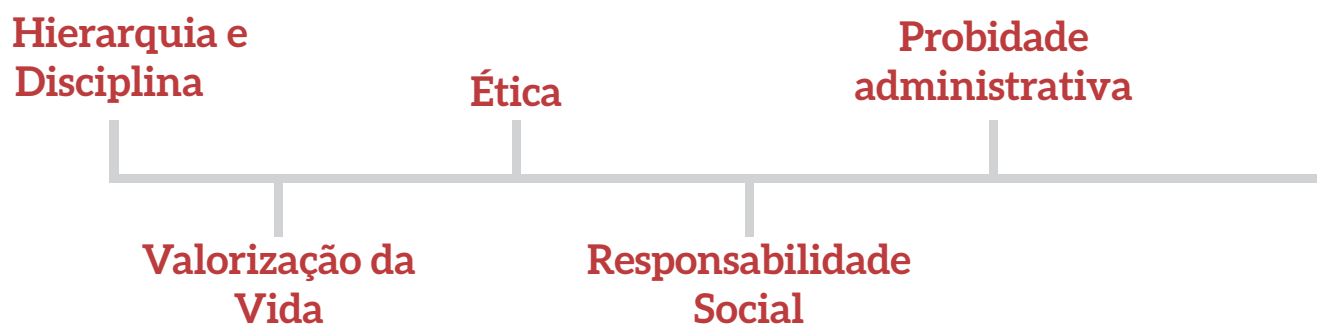 Hierarquia e
Disciplina
Valorização da
Vida
Ética
Responsabilidade
Social
Probidade
administrativa